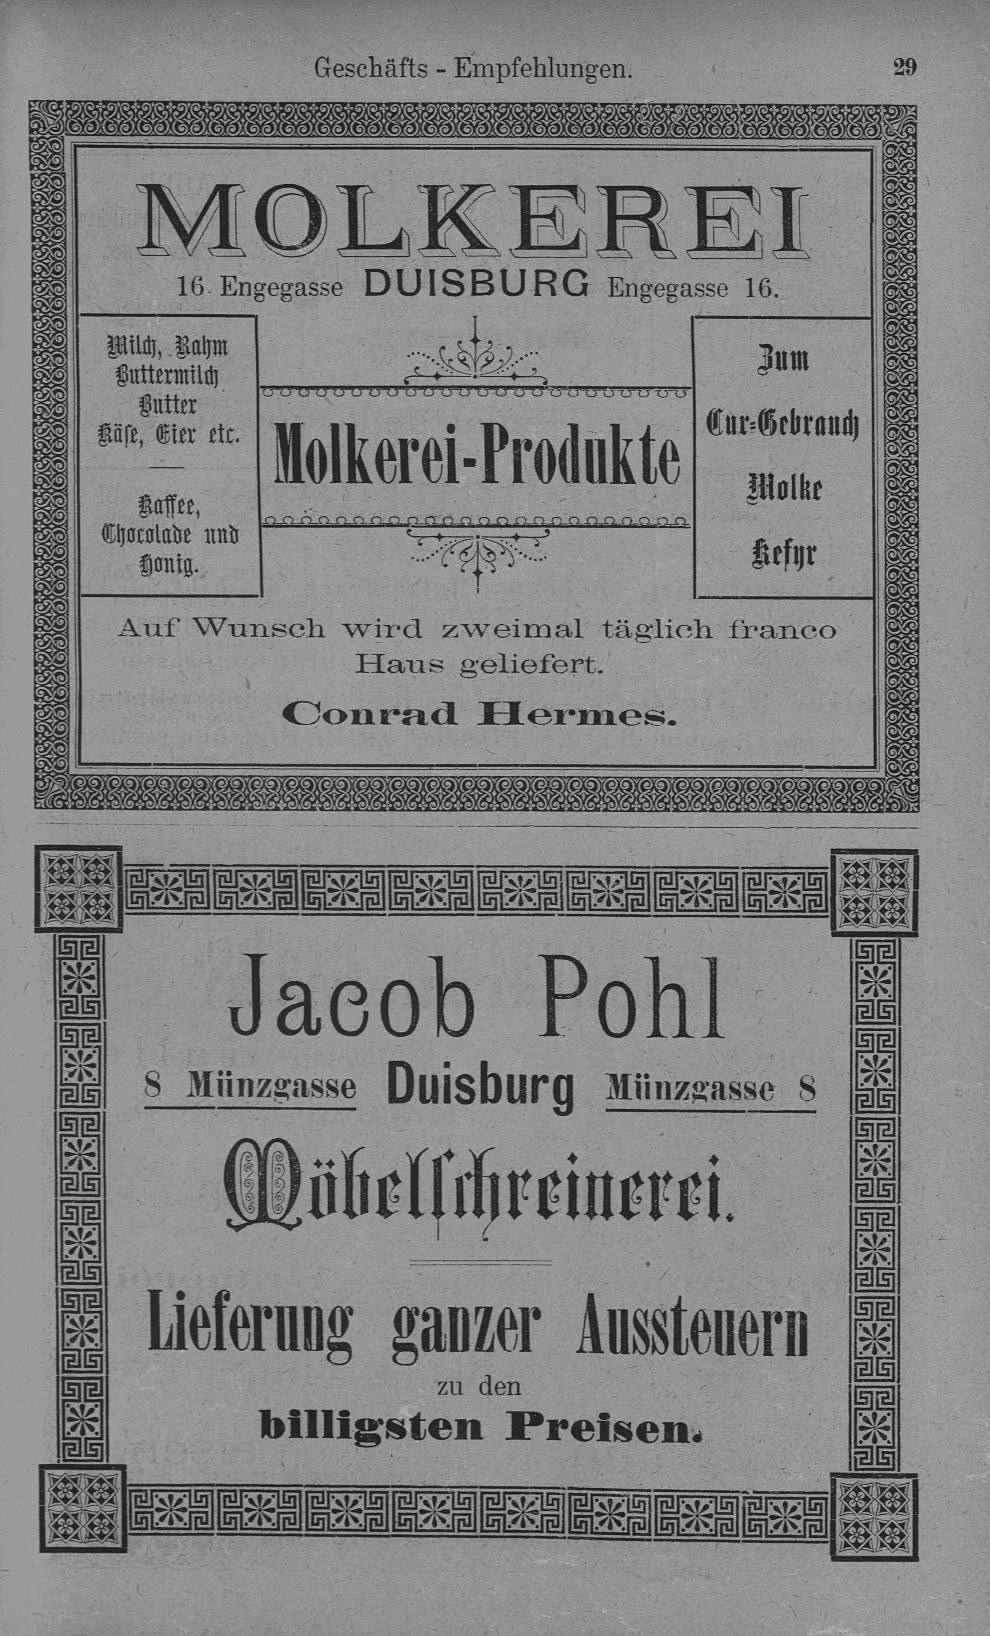 Geschäfts - Empfehlungen. 29
MOLKEREI
16 Engegasse DUISBURG Engegasse 16.
Milch, Rahm
Buttermilch
Butter
Käse, Eier etc.
Kaffee,
Chocolade und
Honig.
Molkerei-Produkte
Zum
Cur-Gebrauch
Molke
Kefyr
Auf Wunsch wird zweimal täglich franco
Haus geliefert.
Conrad Hermes.
Jacob Pohl
8 Münzgasse Duisburg Münzgasse 8
Möbelschreinerei.
Lieferung ganzer Aussteuern
zu den
billigsten Preisen.